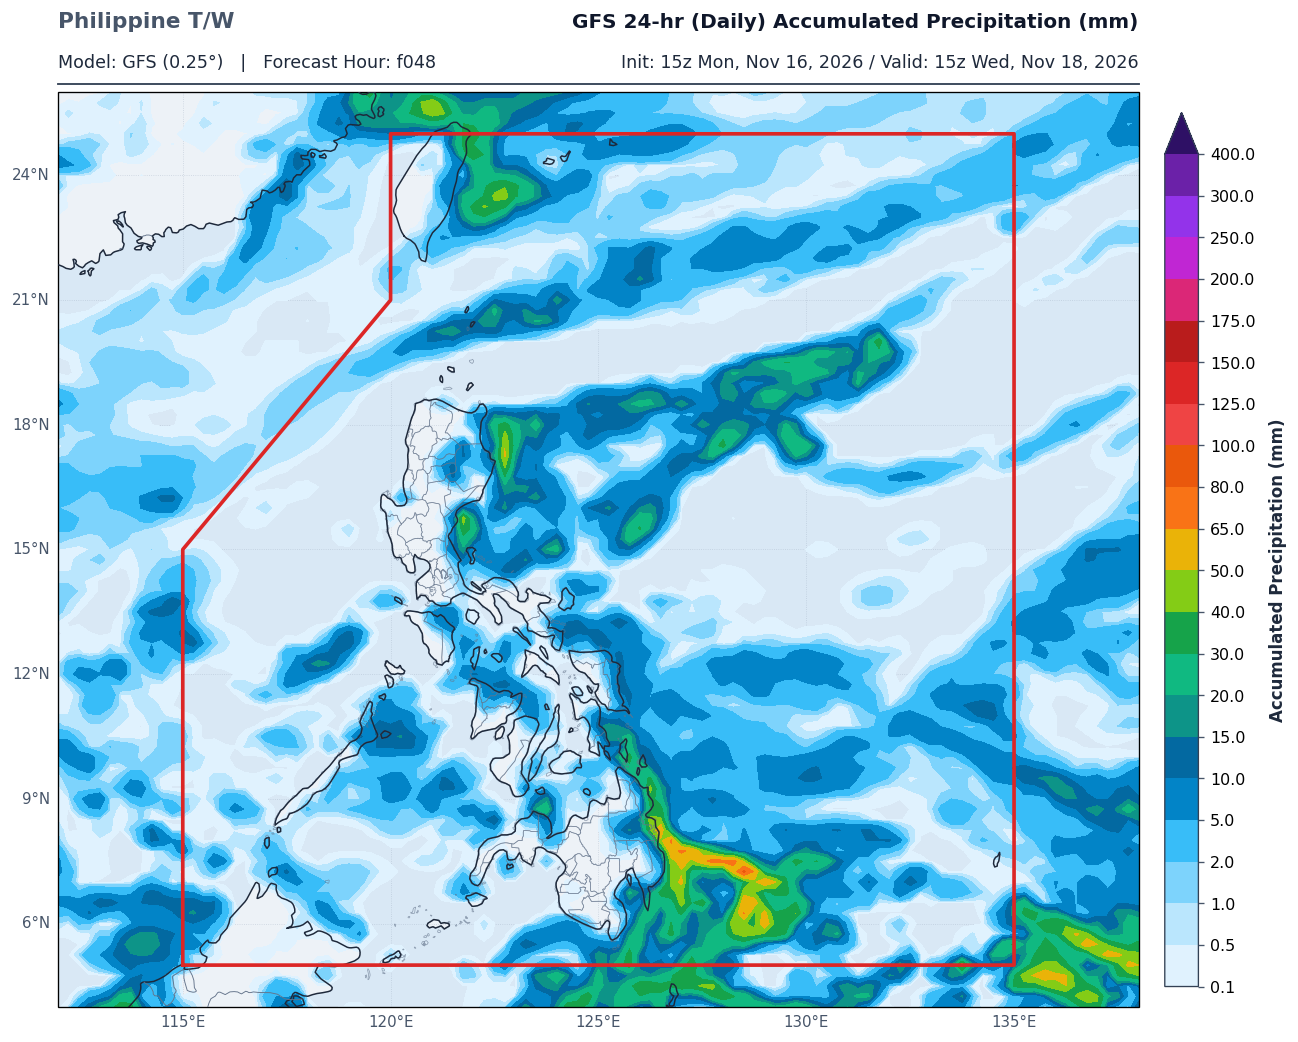 Philippine T/W
GFS 24-hr (Daily) Accumulated Precipitation (mm)
Model: GFS (0.25°)   |   Forecast Hour: f048
Init: 15z Mon, Nov 16, 2026 / Valid: 15z Wed, Nov 18, 2026
24°N
21°N
18°N
15°N
12°N
9°N
6°N
115°E
120°E
125°E
130°E
135°E
400.0
300.0
250.0
200.0
175.0
150.0
125.0
100.0
80.0
65.0
50.0
40.0
30.0
20.0
15.0
10.0
5.0
2.0
1.0
0.5
0.1
Accumulated Precipitation (mm)